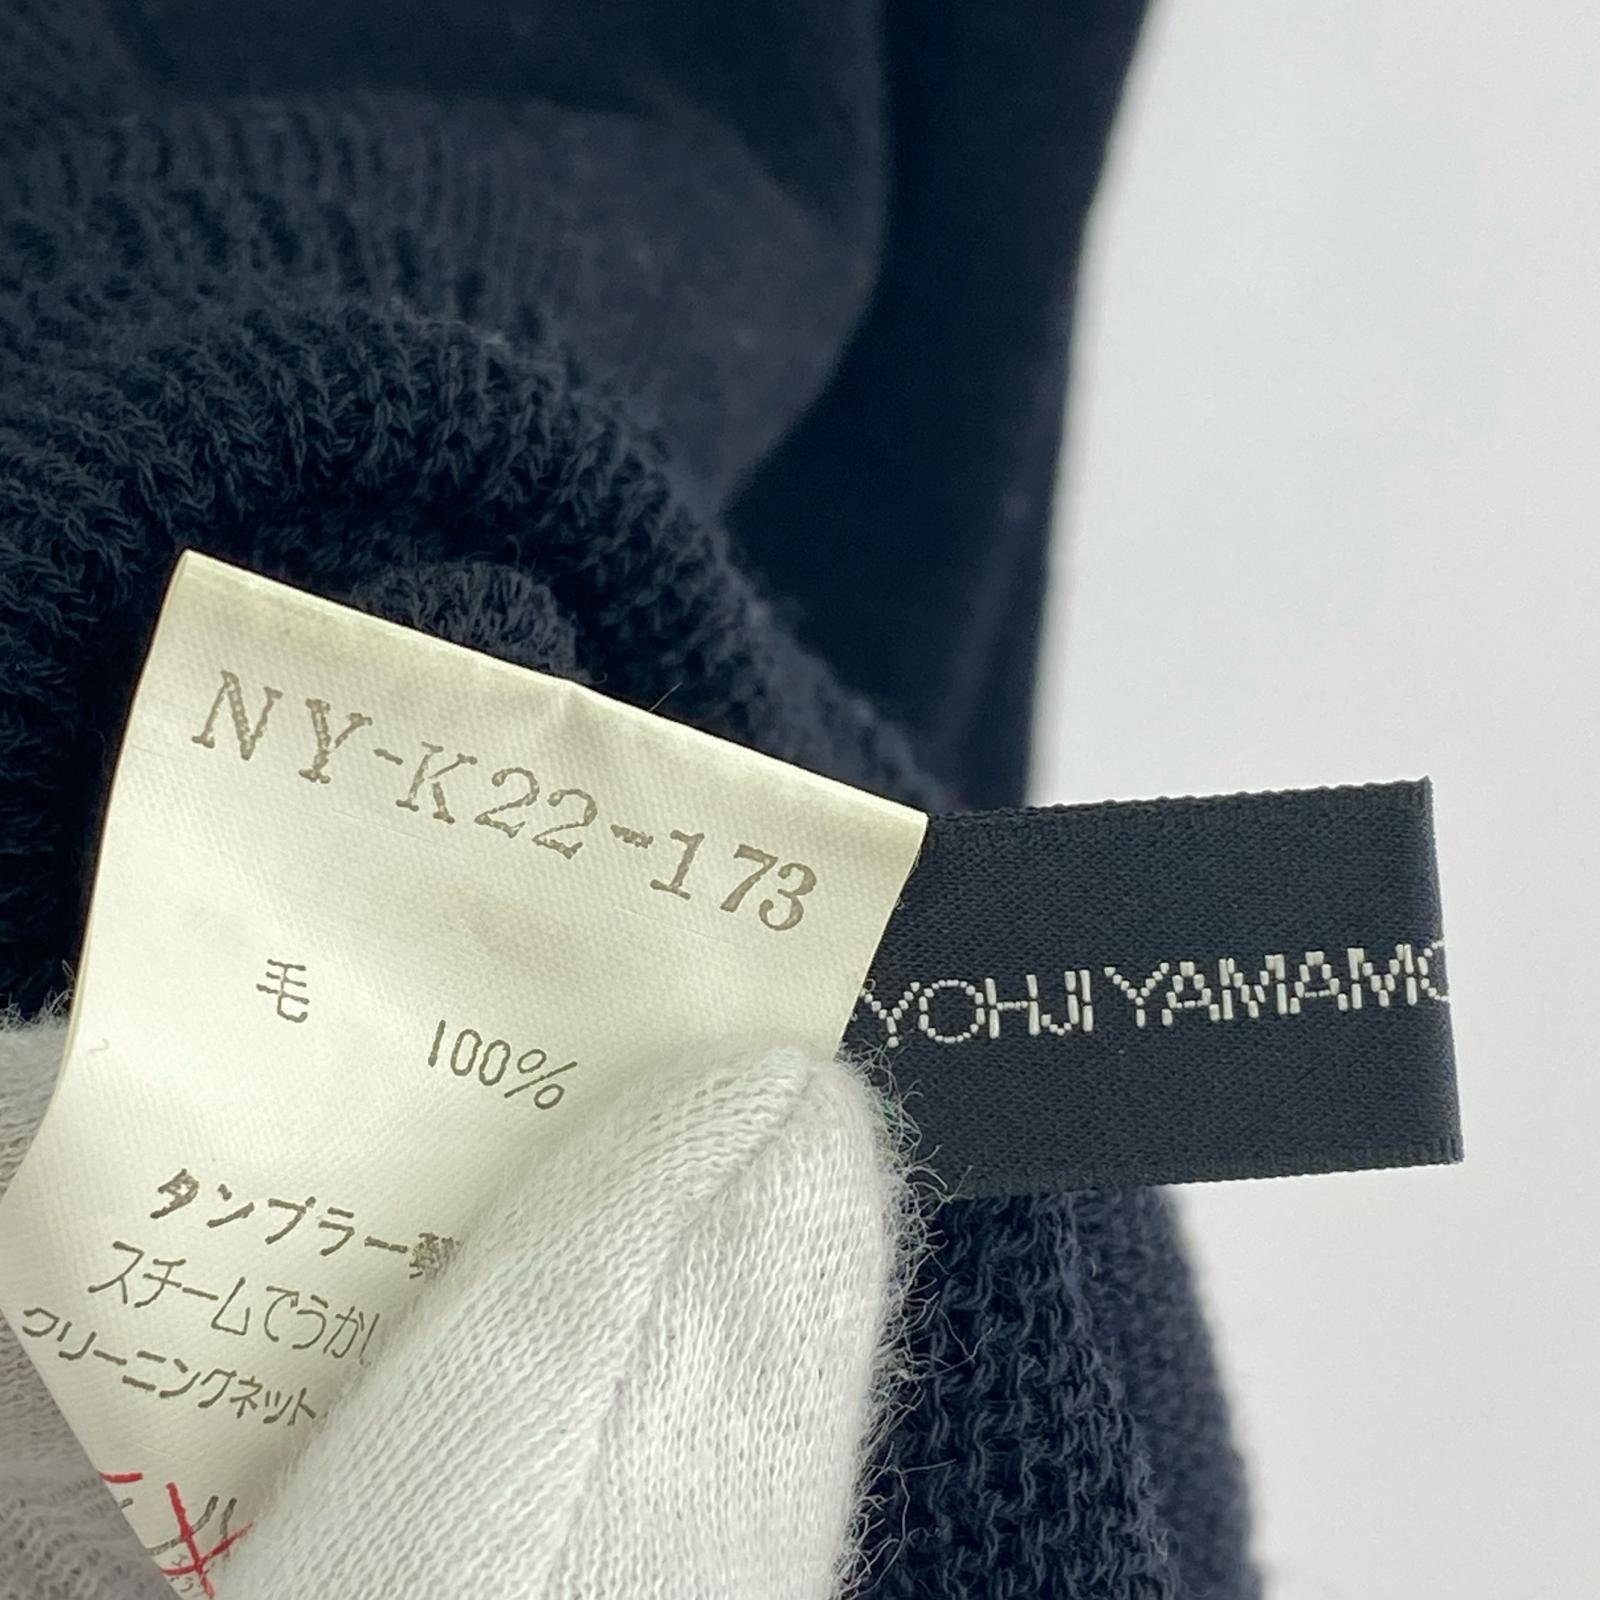 NY-K22-173
毛 100%
タンブラー
スチームでうかし
クリーニングネット
YOHJI YAMAMO